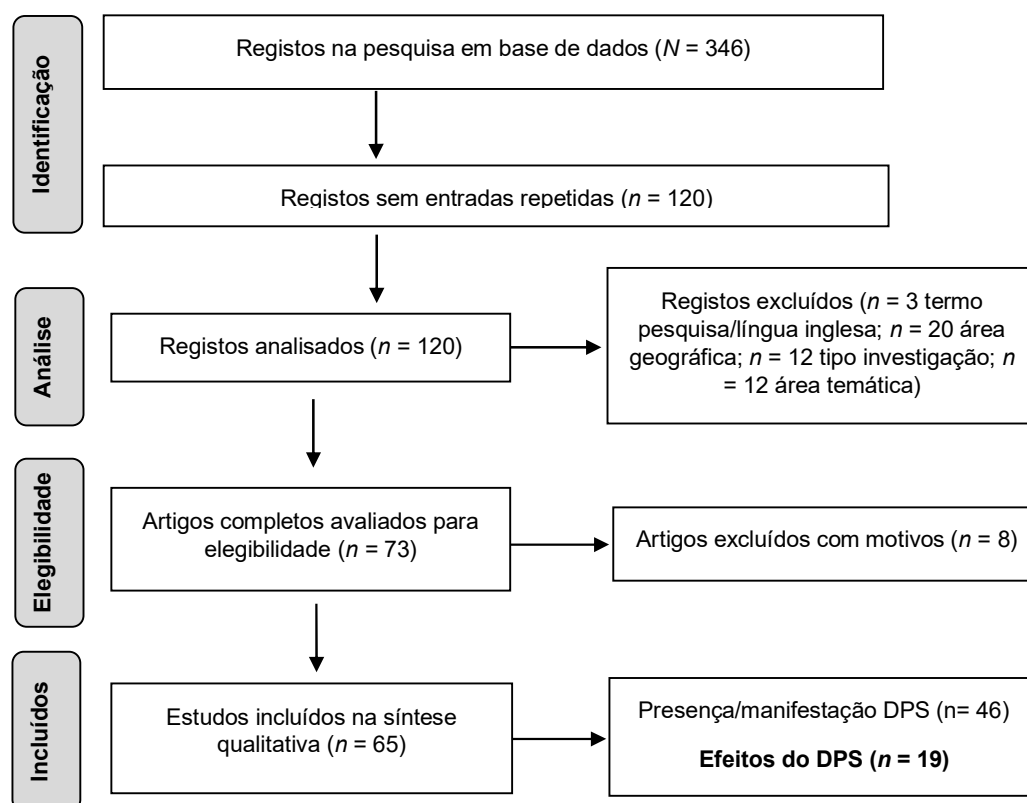 Identificação
Registos na pesquisa em base de dados (N = 346)
Registos sem entradas repetidas (n = 120)
Análise
Registos analisados (n = 120)
Registos excluídos (n = 3 termo
pesquisa/língua inglesa; n = 20 área
geográfica; n = 12 tipo investigação; n
= 12 área temática)
Elegibilidade
Artigos completos avaliados para
elegibilidade (n = 73)
Artigos excluídos com motivos (n = 8)
Incluídos
Estudos incluídos na síntese
qualitativa (n = 65)
Presença/manifestação DPS (n= 46)
Efeitos do DPS (n = 19)